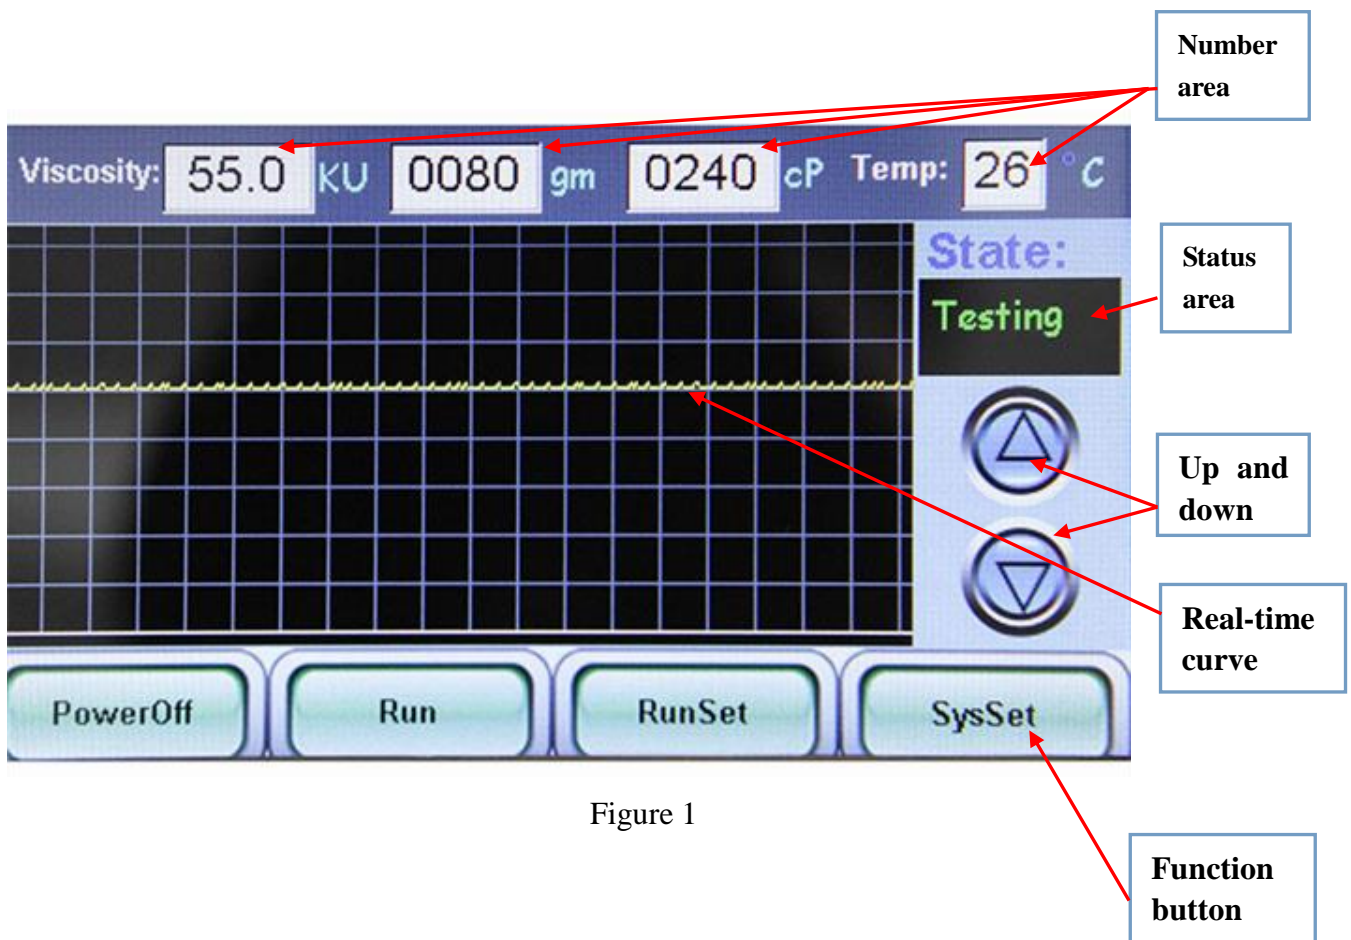 Number
area
Viscosity: 55.0 KU 0080 gm 0240 cP Temp: 26 °C
State:
Testing
Status
area
Up and
down
Real-time
curve
PowerOff Run RunSet SysSet
Figure 1
Function
button